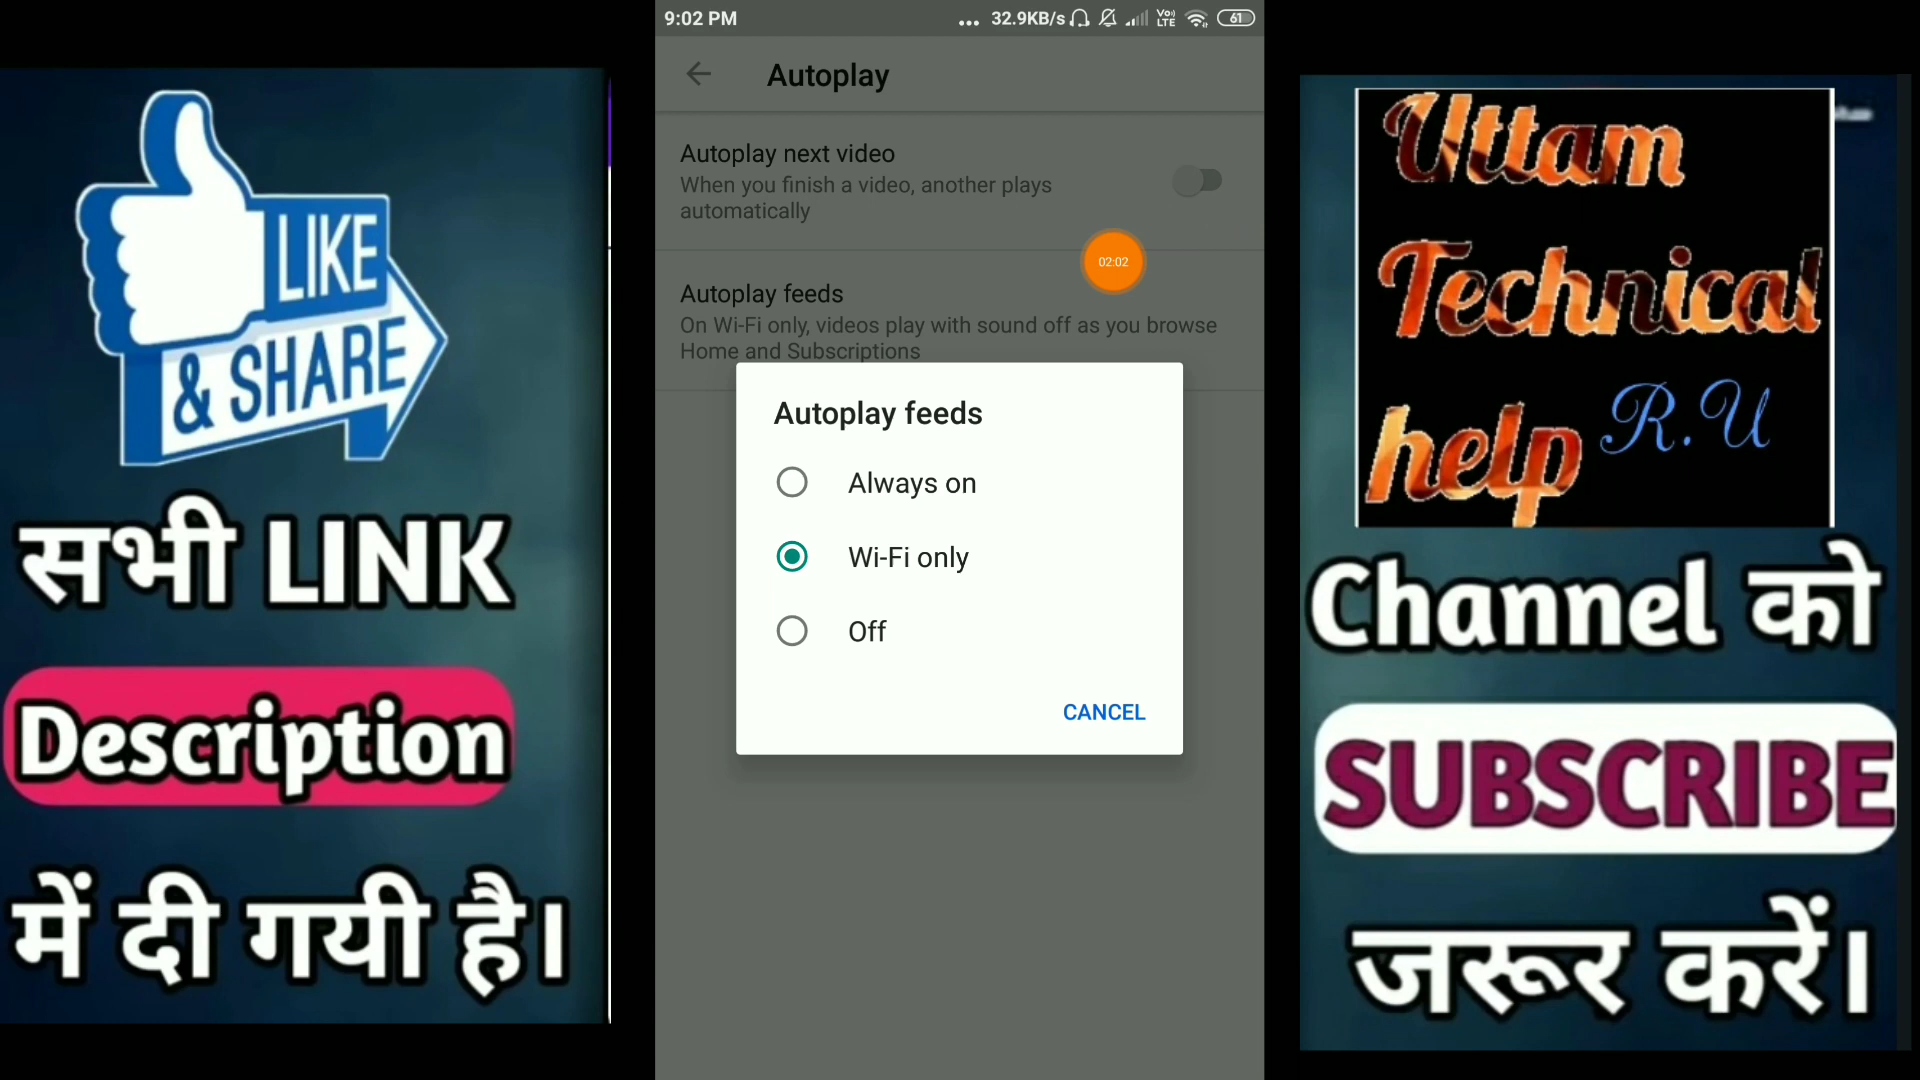 LIKE
& SHARE
सभी LINK
Description
में दी गयी है।
9:02 PM
... 32.9KB/s Vo) LTE 61
Autoplay
Autoplay next video
When you finish a video, another plays
automatically
02:02
Autoplay feeds
On Wi-Fi only, videos play with sound off as you browse
Home and Subscriptions
Autoplay feeds
Always on
Wi-Fi only
Off
CANCEL
Uttam
Technical
help R.U
Channel को
SUBSCRIBE
जरूर करें।